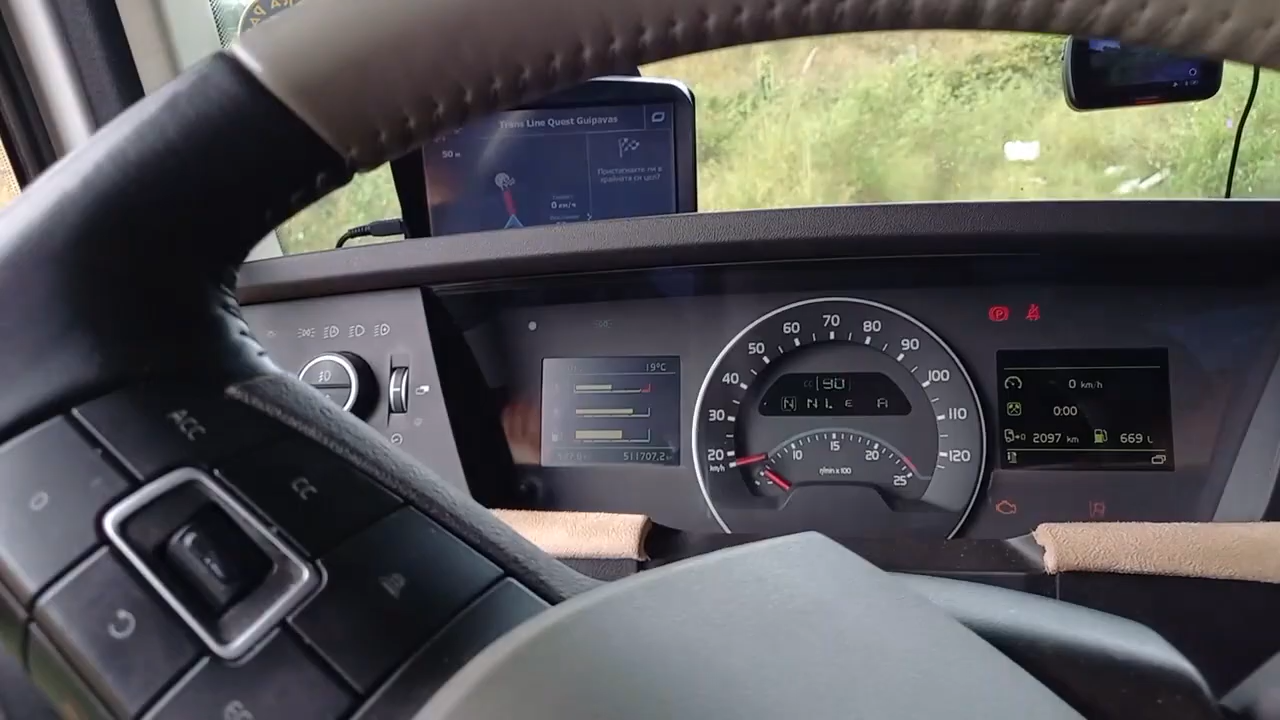 Trans Line Quest Guipavas
50 м
Пристигнахте ли в
крайната си цел?
0 км/ч
19°C
511707.2
20 30 40 50 60 70 80 90 100 110 120
km/h
CC 90
N N L E A
10 15 20 25
r/min x 100
P
0 km/h
0:00
2097 km 669 L
ACC
CC